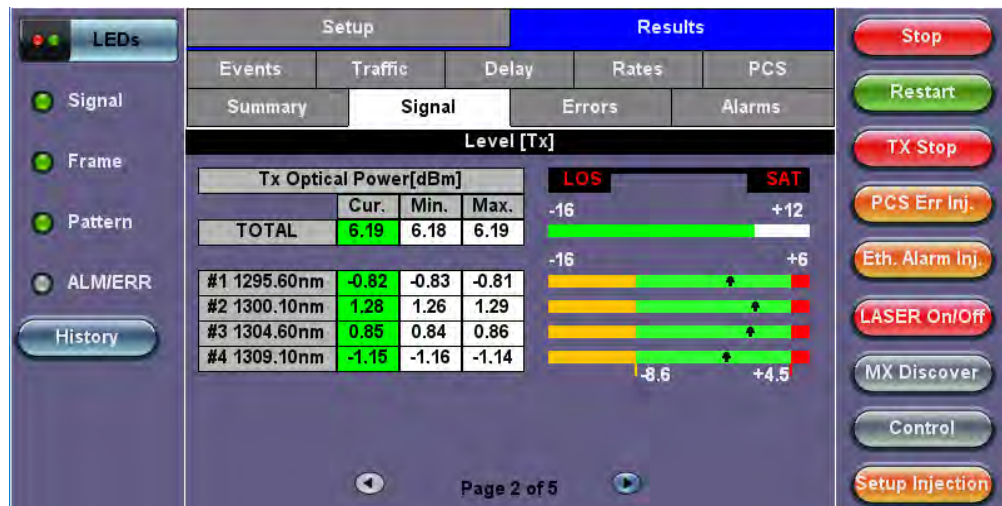 LEDs
Signal
Frame
Pattern
ALM/ERR
History
Setup Results
Events Traffic Delay Rates PCS
Summary Signal Errors Alarms
Level [Tx]
Tx Optical Power[dBm]
Cur. Min. Max.
TOTAL 6.19 6.18 6.19
#1 1295.60nm -0.82 -0.83 -0.81
#2 1300.10nm 1.28 1.26 1.29
#3 1304.60nm 0.85 0.84 0.86
#4 1309.10nm -1.15 -1.16 -1.14
LOS SAT
-16 +12
-16 +6
-8.6 +4.5
Page 2 of 5
Stop
Restart
TX Stop
PCS Err Inj.
Eth. Alarm Inj.
LASER On/Off
MX Discover
Control
Setup Injection